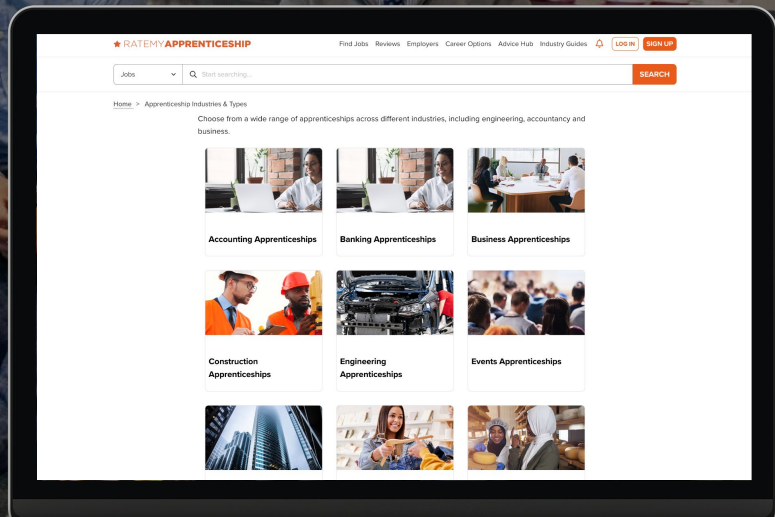 RATEMYAPPRENTICESHIP
Find Jobs Reviews Employers Career Options Advice Hub Industry Guides LOG IN SIGN UP
Jobs Start searching... SEARCH
Home > Apprenticeship Industries & Types
Choose from a wide range of apprenticeships across different industries, including engineering, accountancy and
business.
Accounting Apprenticeships Banking Apprenticeships Business Apprenticeships
Construction
Apprenticeships
Engineering
Apprenticeships
Events Apprenticeships